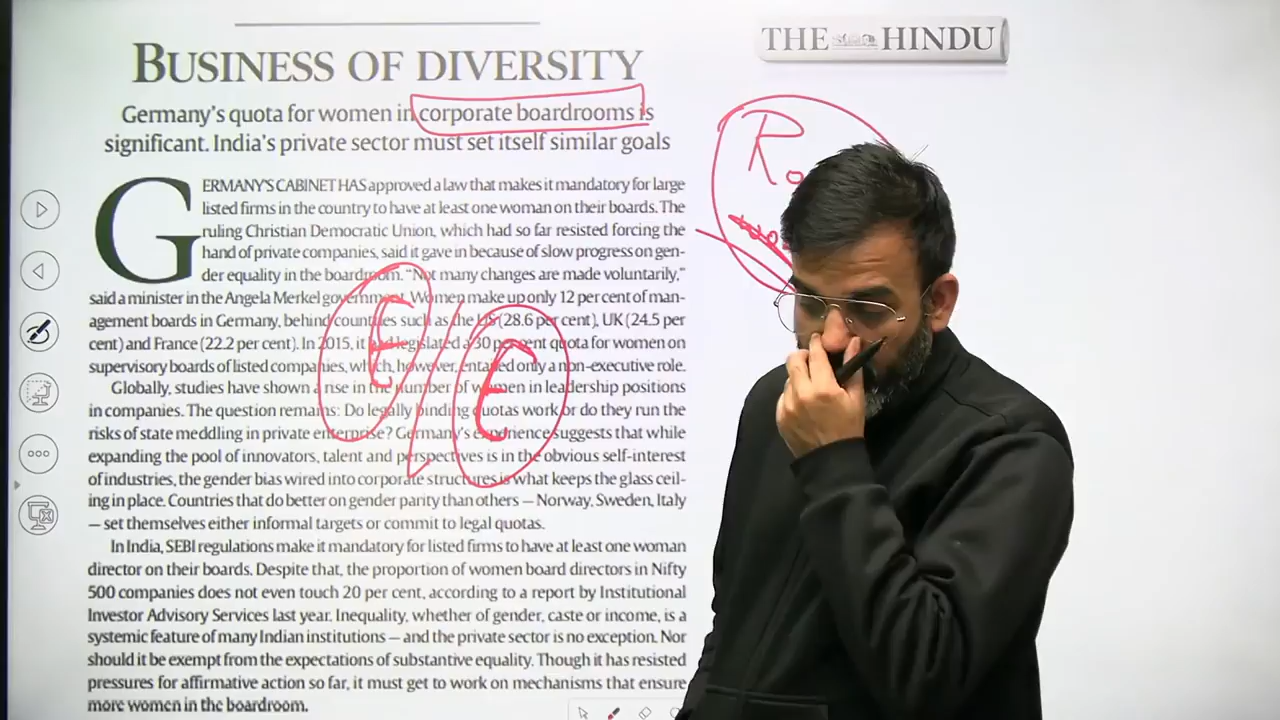 THE HINDU
BUSINESS OF DIVERSITY
Germany's quota for women in corporate boardrooms is
significant. India's private sector must set itself similar goals
GERMANY'S CABINET HAS approved a law that makes it mandatory for large
listed firms in the country to have at least one woman on their boards. The
ruling Christian Democratic Union, which had so far resisted forcing the
hand of private companies, said it gave in because of slow progress on gen-
der equality in the boardroom. "Not many changes are made voluntarily,"
said a minister in the Angela Merkel government. Women make up only 12 per cent of man-
agement boards in Germany, behind countries such as the US (28.6 per cent), UK (24.5 per
cent) and France (22.2 per cent). In 2015, it had legislated a 30 per cent quota for women on
supervisory boards of listed companies, which, however, entailed only a non-executive role.
Globally, studies have shown a rise in the number of women in leadership positions
in companies. The question remains: Do legally binding quotas work or do they run the
risks of state meddling in private enterprise? Germany's experience suggests that while
expanding the pool of innovators, talent and perspectives is in the obvious self-interest
of industries, the gender bias wired into corporate structures is what keeps the glass ceil-
ing in place. Countries that do better on gender parity than others — Norway, Sweden, Italy
— set themselves either informal targets or commit to legal quotas.
In India, SEBI regulations make it mandatory for listed firms to have at least one woman
director on their boards. Despite that, the proportion of women board directors in Nifty
500 companies does not even touch 20 per cent, according to a report by Institutional
Investor Advisory Services last year. Inequality, whether of gender, caste or income, is a
systemic feature of many Indian institutions — and the private sector is no exception. Nor
should it be exempt from the expectations of substantive equality. Though it has resisted
pressures for affirmative action so far, it must get to work on mechanisms that ensure
more women in the boardroom.